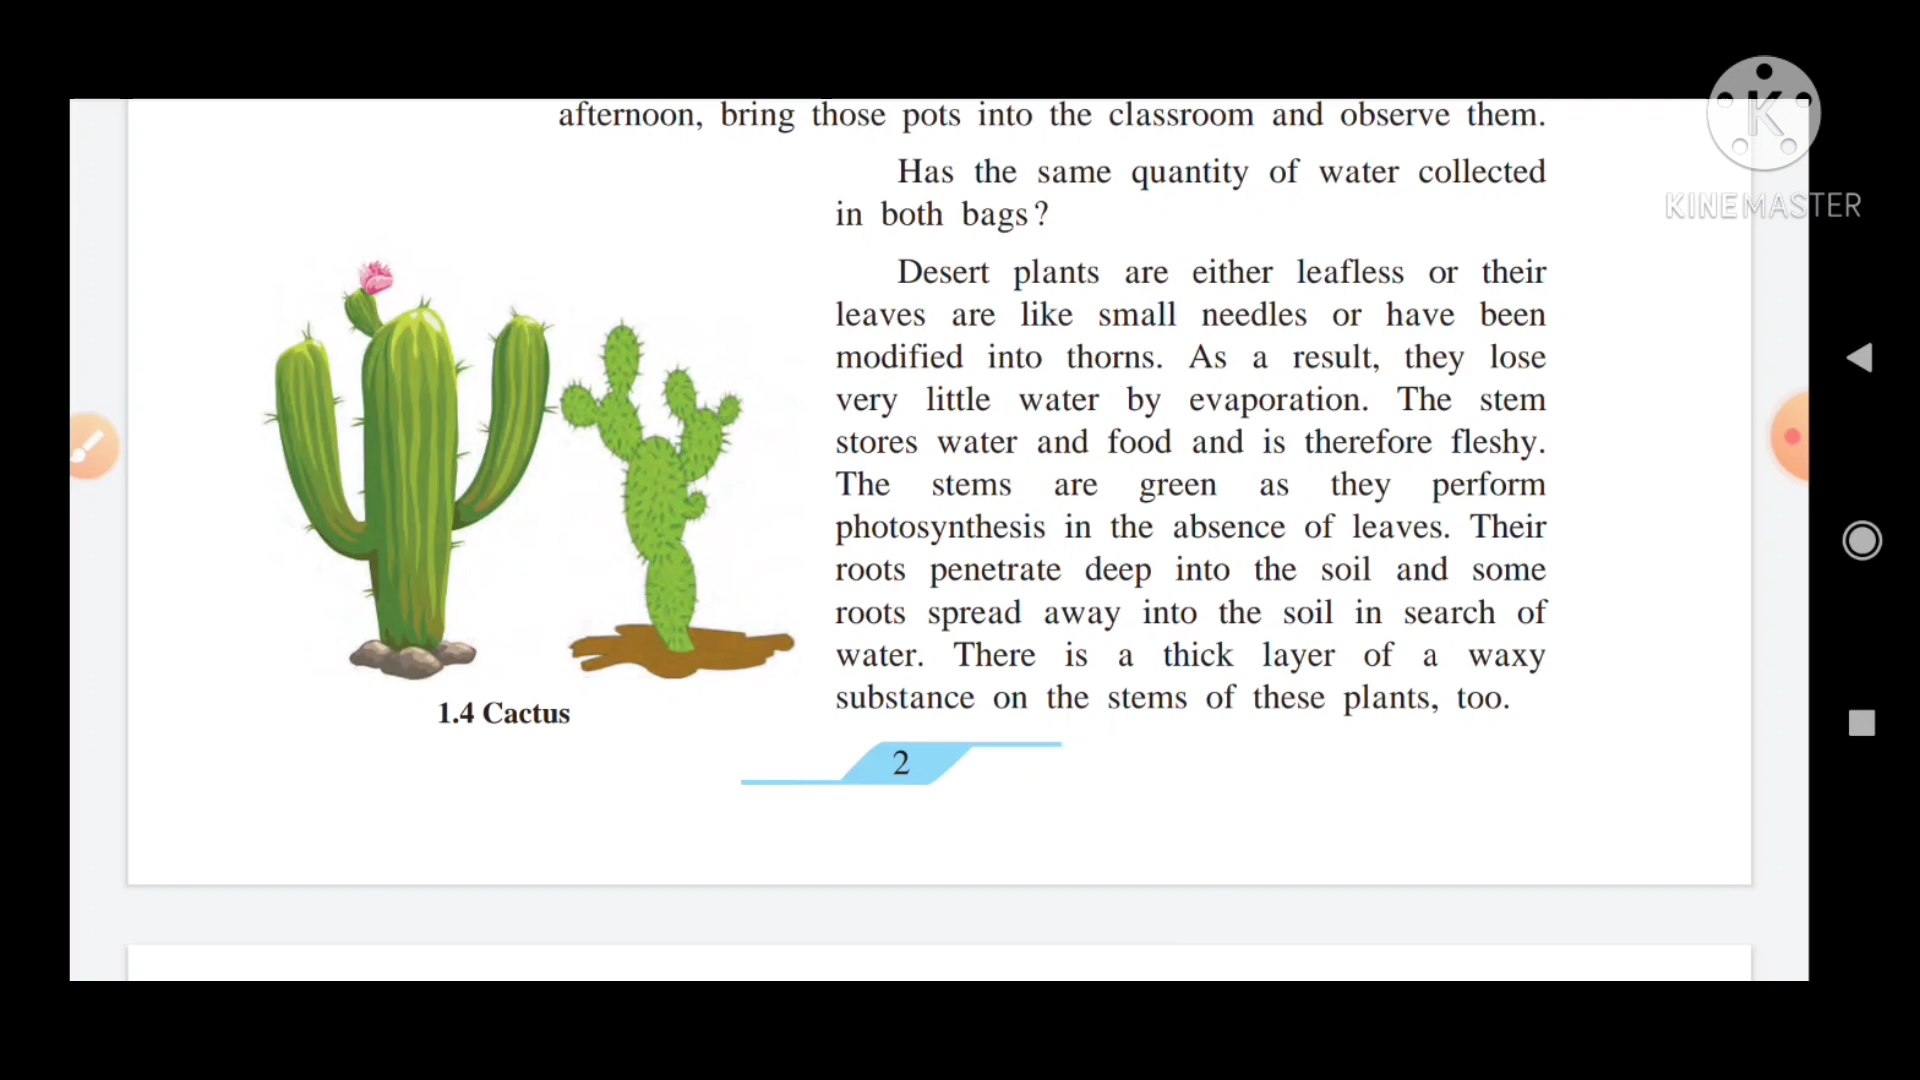 afternoon, bring those pots into the classroom and observe them.
Has the same quantity of water collected
in both bags?
Desert plants are either leafless or their
leaves are like small needles or have been
modified into thorns. As a result, they lose
very little water by evaporation. The stem
stores water and food and is therefore fleshy.
The stems are green as they perform
photosynthesis in the absence of leaves. Their
roots penetrate deep into the soil and some
roots spread away into the soil in search of
water. There is a thick layer of a waxy
substance on the stems of these plants, too.
1.4 Cactus
2
K
KINEMASTER